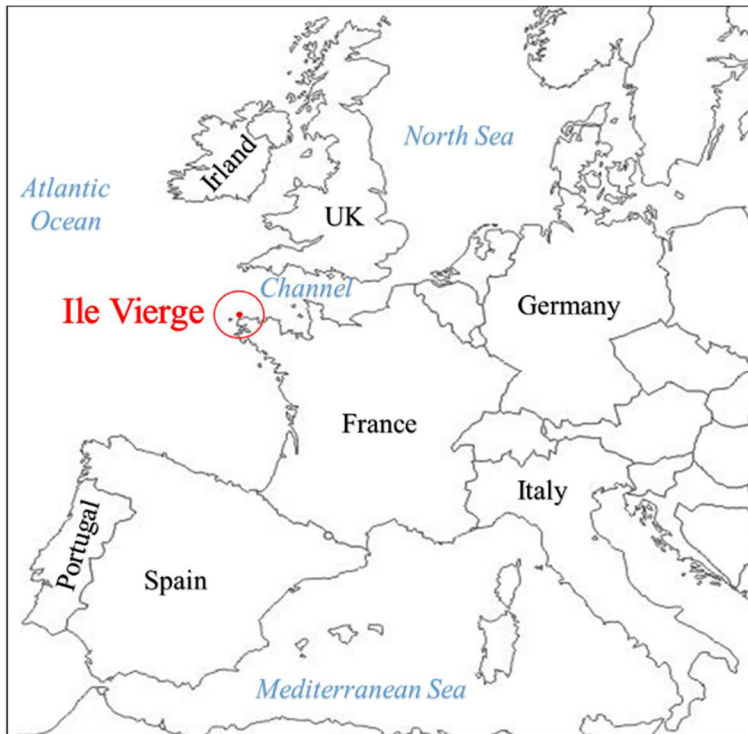 North Sea
Irland
Atlantic
Ocean
UK
Channel
Ile Vierge
Germany
France
Italy
Portugal
Spain
Mediterranean Sea